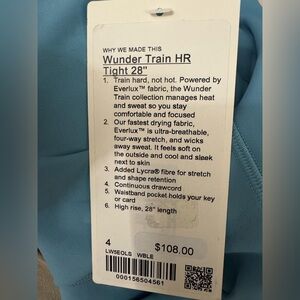 WHY WE MADE THIS
Wunder Train HR
Tight 28"
1. Train hard, not hot. Powered by
Everlux™ fabric, the Wunder
Train collection manages heat
and sweat so you stay
comfortable and focused
2. Our fastest drying fabric,
Everlux™ is ultra-breathable,
four-way stretch, and wicks
away sweat. It feels soft on
the outside and cool and sleek
next to skin
3. Added Lycra® fibre for stretch
and shape retention
4. Continuous drawcord
5. Waistband pocket holds your key
or card
6. High rise, 28" length
4
$108.00
LW5EOLS WBLE
000156504561